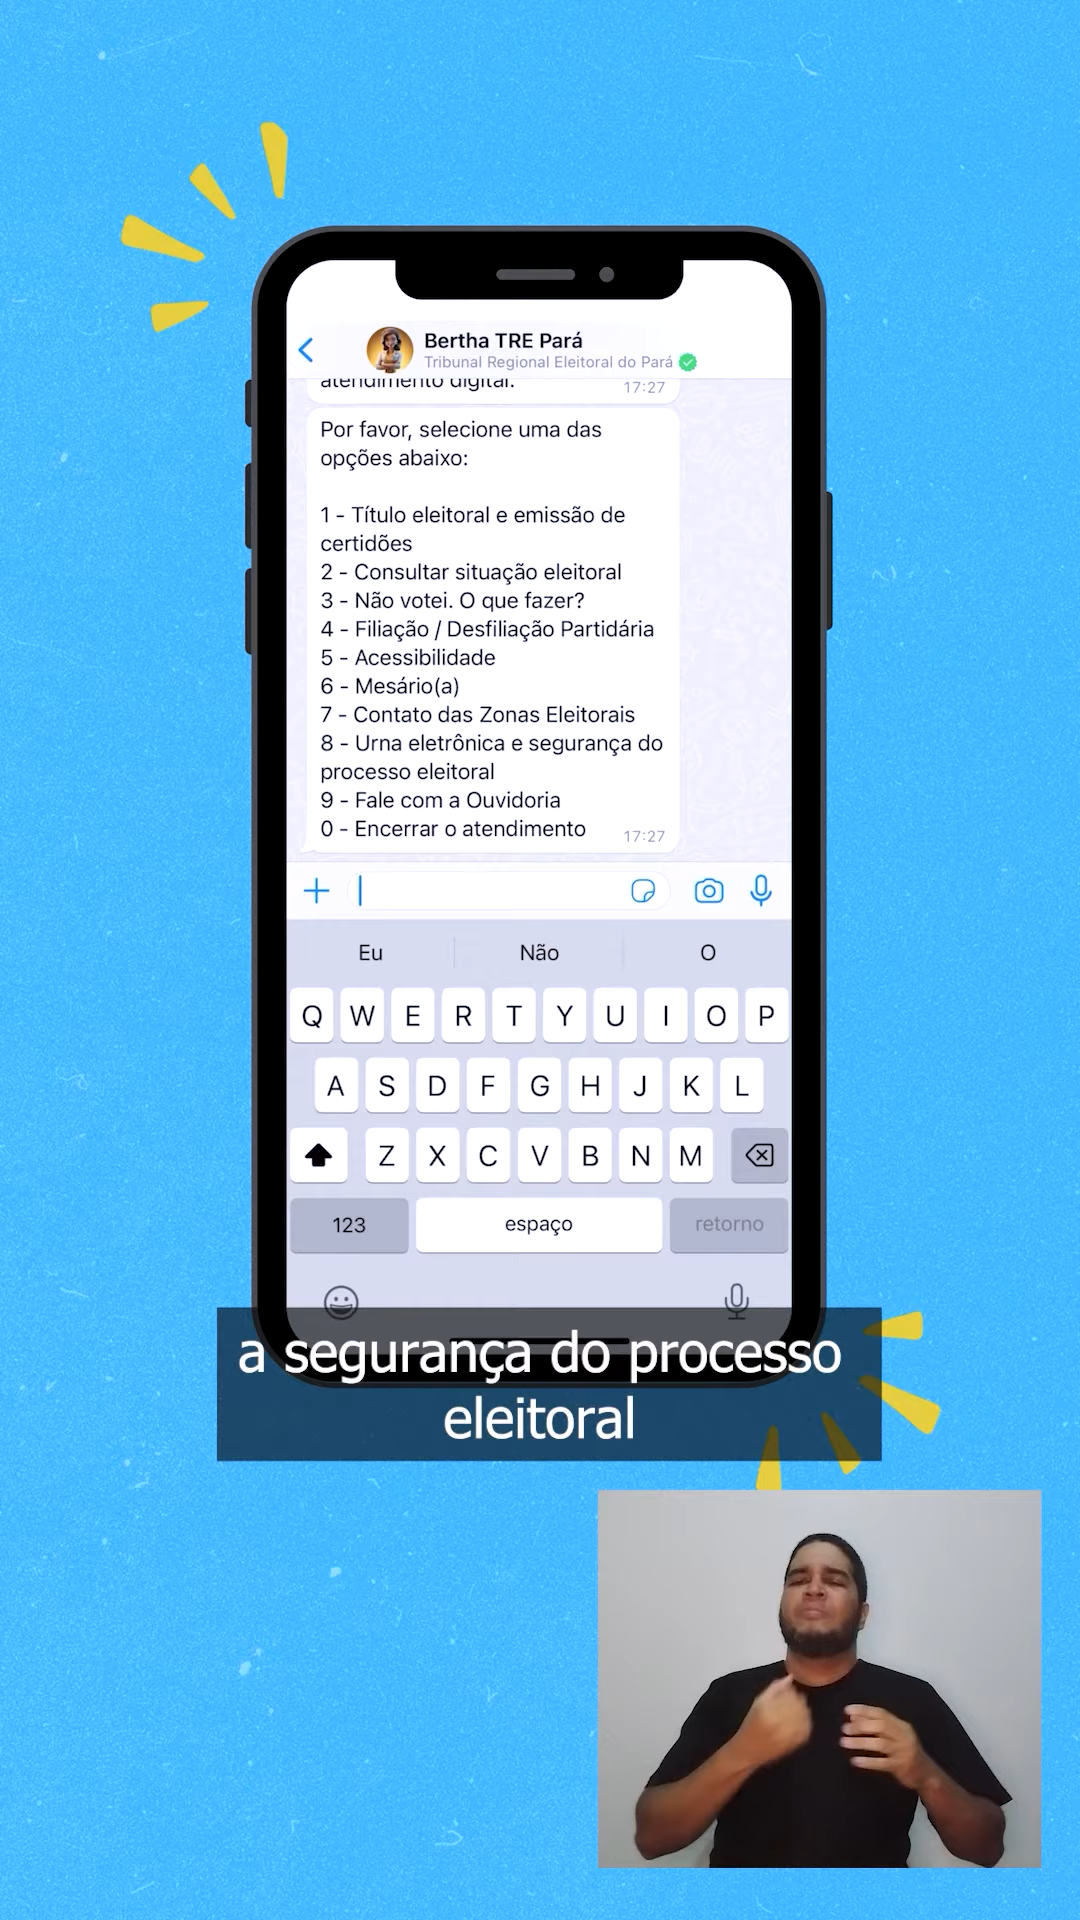 Bertha TRE Pará
Tribunal Regional Eleitoral do Pará
atendimento digital.
17:27
Por favor, selecione uma das
opções abaixo:
1 - Título eleitoral e emissão de
certidões
2 - Consultar situação eleitoral
3 - Não votei. O que fazer?
4 - Filiação / Desfiliação Partidária
5 - Acessibilidade
6 - Mesário(a)
7 - Contato das Zonas Eleitorais
8 - Urna eletrônica e segurança do
processo eleitoral
9 - Fale com a Ouvidoria
0 - Encerrar o atendimento
17:27
Eu Não O
Q W E R T Y U I O P
A S D F G H J K L
Z X C V B N M
123 espaço retorno
a segurança do processo
eleitoral